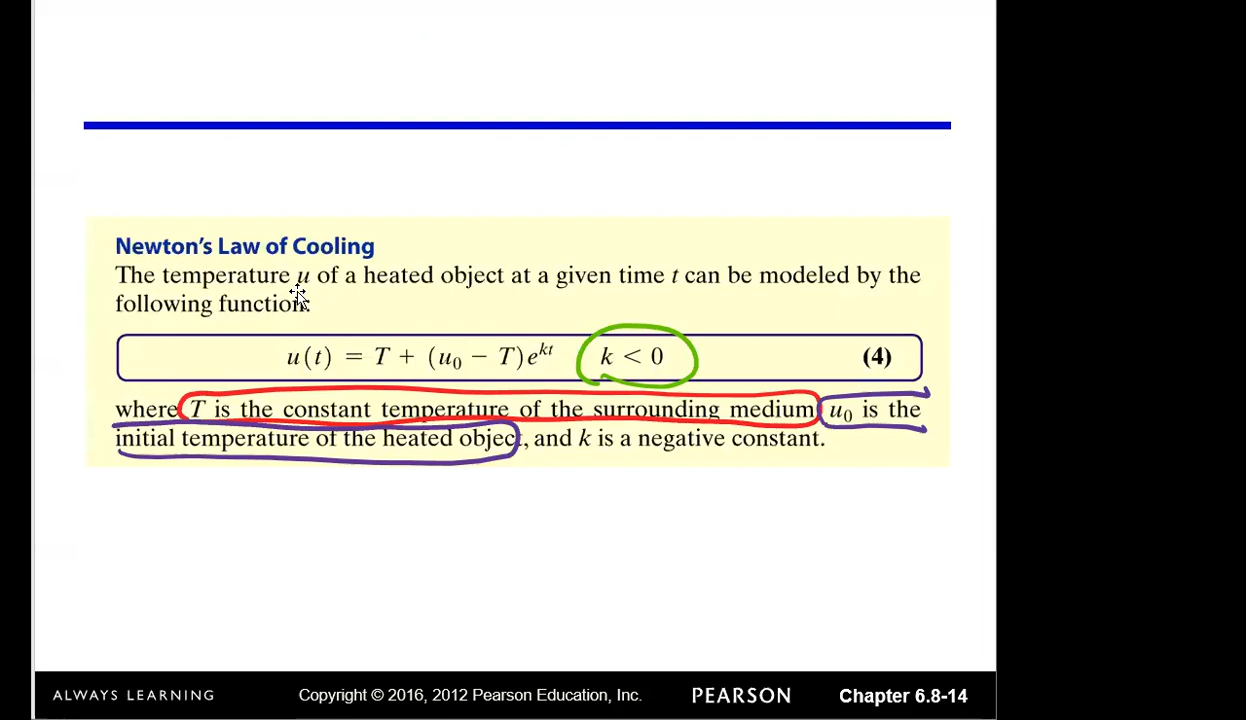 Newton's Law of Cooling
The temperature u of a heated object at a given time t can be modeled by the
following function:
u(t) = T + (u₀ − T)eᵏᵗ k < 0 (4)
where T is the constant temperature of the surrounding medium, u₀ is the
initial temperature of the heated object, and k is a negative constant.
ALWAYS LEARNING Copyright © 2016, 2012 Pearson Education, Inc. PEARSON Chapter 6.8-14